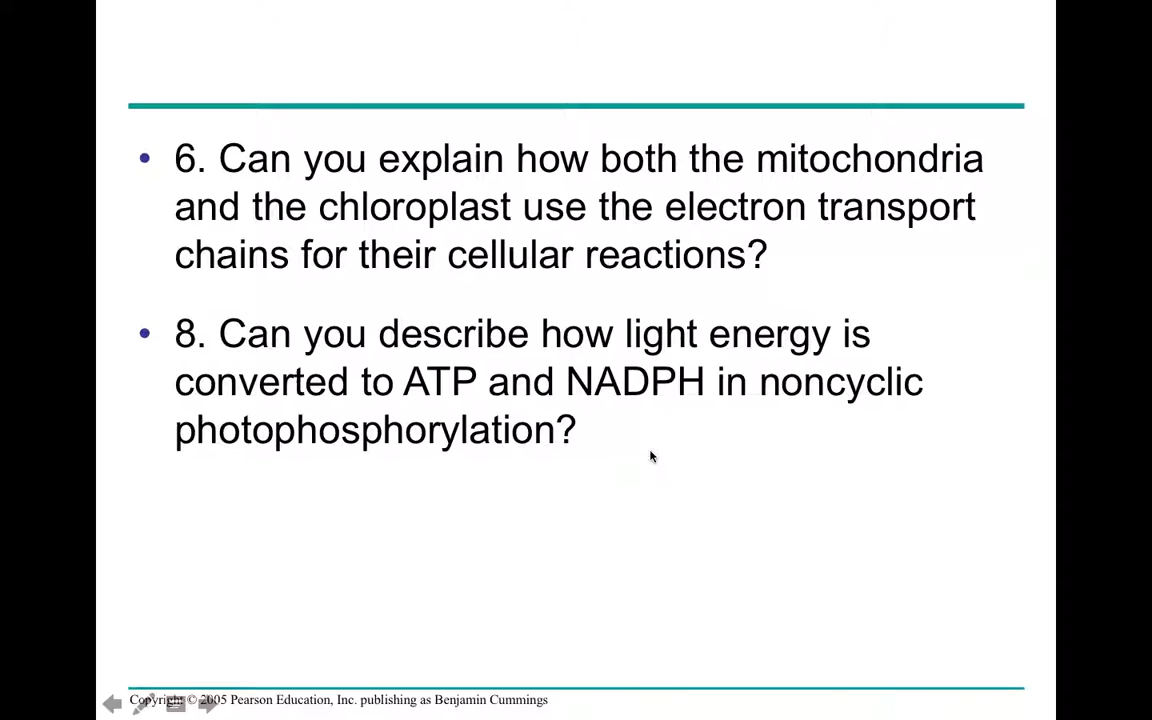 • 6. Can you explain how both the mitochondria
and the chloroplast use the electron transport
chains for their cellular reactions?
• 8. Can you describe how light energy is
converted to ATP and NADPH in noncyclic
photophosphorylation?
Copyright © 2005 Pearson Education, Inc. publishing as Benjamin Cummings